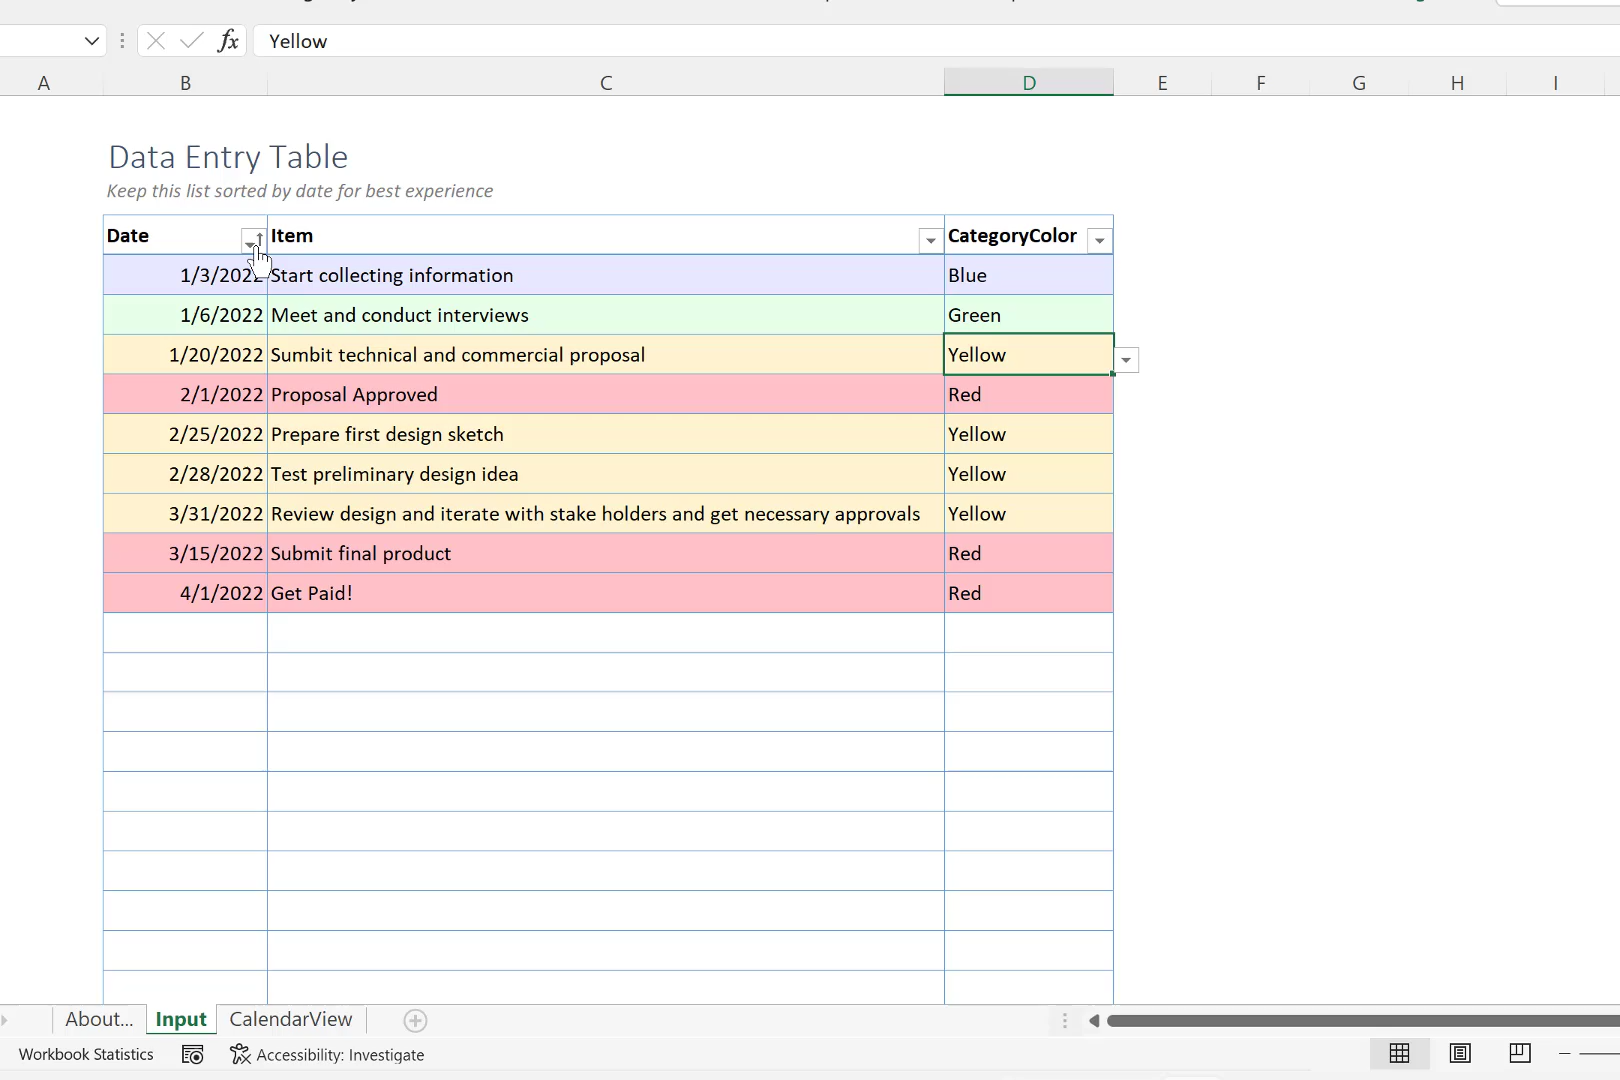 fx Yellow
A B C D E F G H I
Data Entry Table
Keep this list sorted by date for best experience
Date Item CategoryColor
1/3/2022 Start collecting information Blue
1/6/2022 Meet and conduct interviews Green
1/20/2022 Sumbit technical and commercial proposal Yellow
2/1/2022 Proposal Approved Red
2/25/2022 Prepare first design sketch Yellow
2/28/2022 Test preliminary design idea Yellow
3/31/2022 Review design and iterate with stake holders and get necessary approvals Yellow
3/15/2022 Submit final product Red
4/1/2022 Get Paid! Red
About... Input CalendarView
Workbook Statistics Accessibility: Investigate